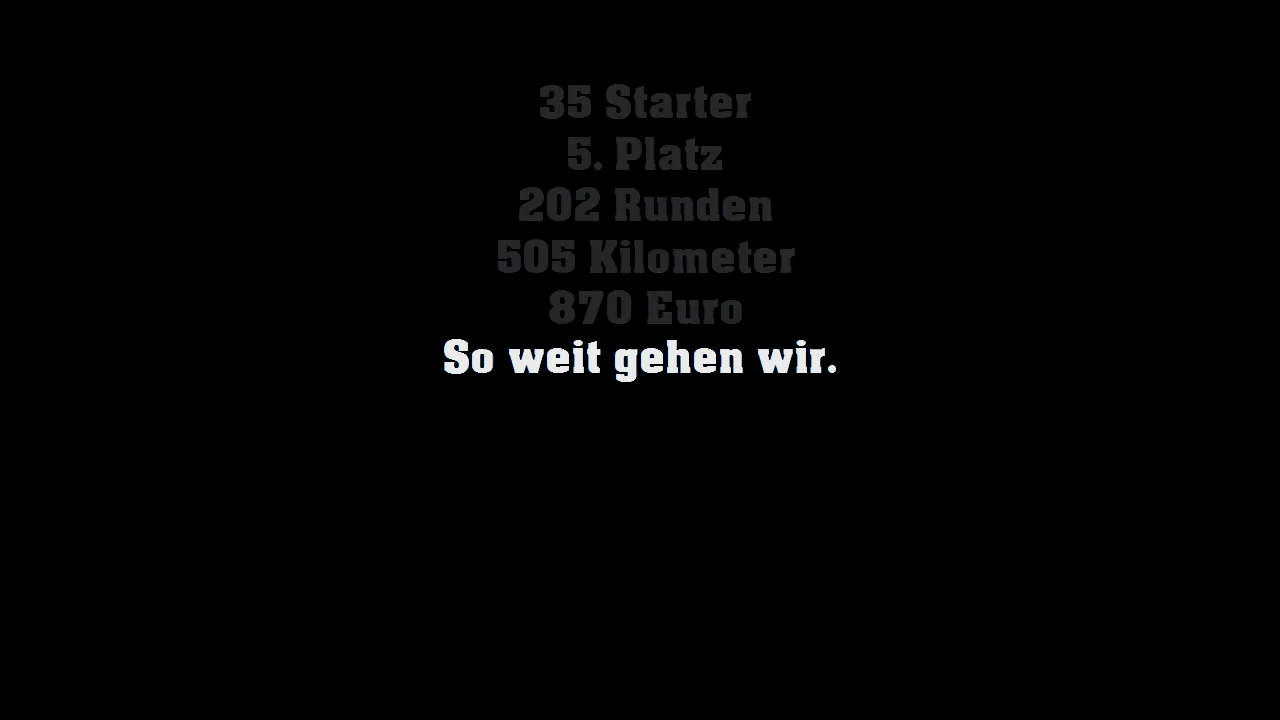 35 Starter
5. Platz
202 Runden
505 Kilometer
870 Euro
So weit gehen wir.